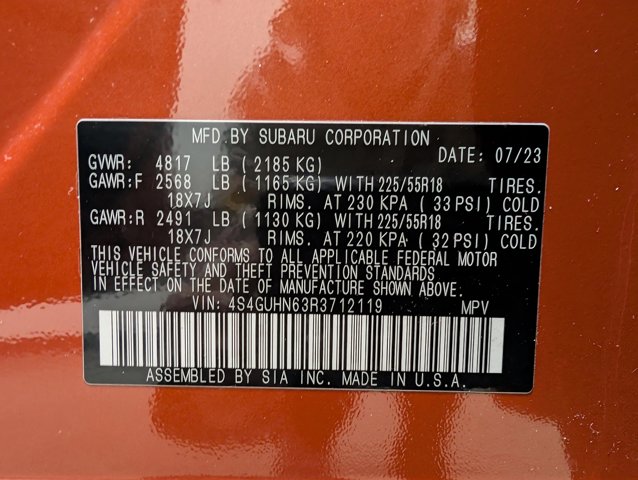 MFD. BY SUBARU CORPORATION
GVWR: 4817 LB (2185 KG) DATE: 07/23
GAWR:F 2568 LB (1165 KG) WITH 225/55R18 TIRES.
18X7J RIMS. AT 230 KPA (33 PSI) COLD
GAWR:R 2491 LB (1130 KG) WITH 225/55R18 TIRES.
18X7J RIMS. AT 220 KPA (32 PSI) COLD
THIS VEHICLE CONFORMS TO ALL APPLICABLE FEDERAL MOTOR
VEHICLE SAFETY AND THEFT PREVENTION STANDARDS
IN EFFECT ON THE DATE OF MANUFACTURE SHOWN ABOVE.
VIN: 4S4GUHN63R3712119 MPV
ASSEMBLED BY SIA INC. MADE IN U.S.A.